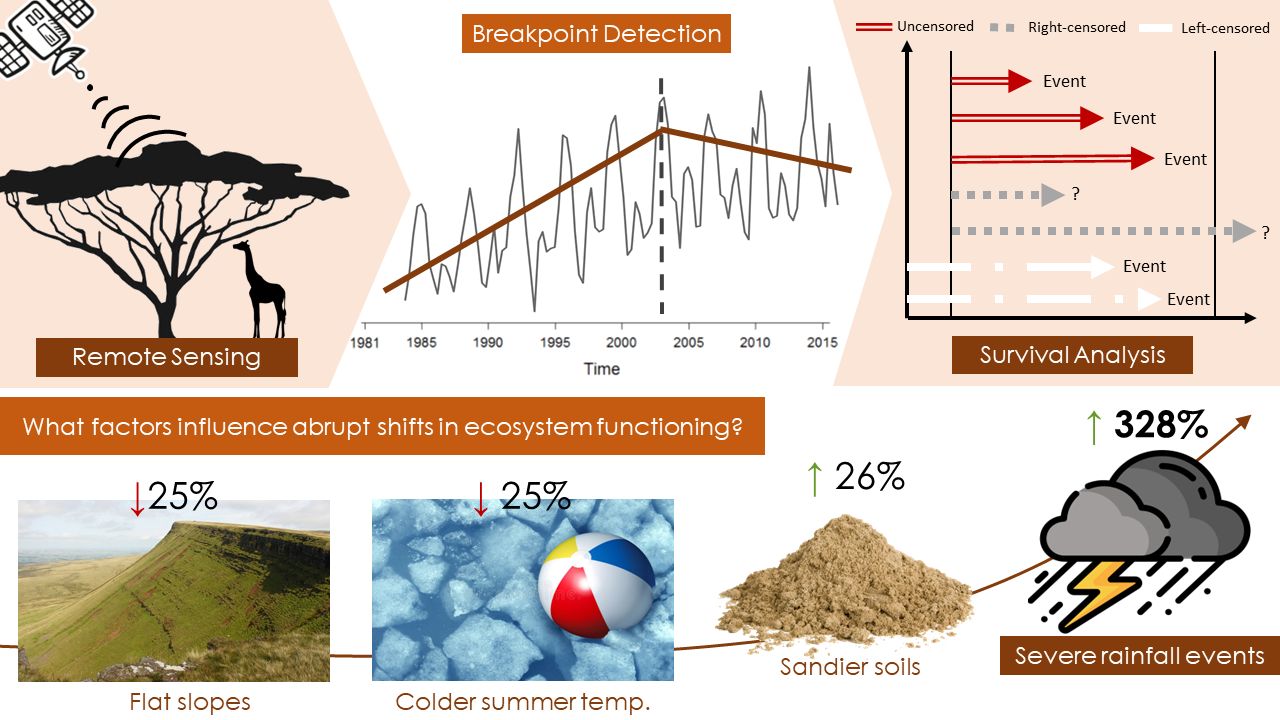 Breakpoint Detection
Uncensored
Right-censored
Left-censored
Event
Event
Event
?
?
Event
Event
1981
1985
1990
1995
2000
2005
2010
2015
Time
Remote Sensing
Survival Analysis
What factors influence abrupt shifts in ecosystem functioning?
↓25%
↓ 25%
↑ 26%
↑ 328%
Flat slopes
Colder summer temp.
Sandier soils
Severe rainfall events